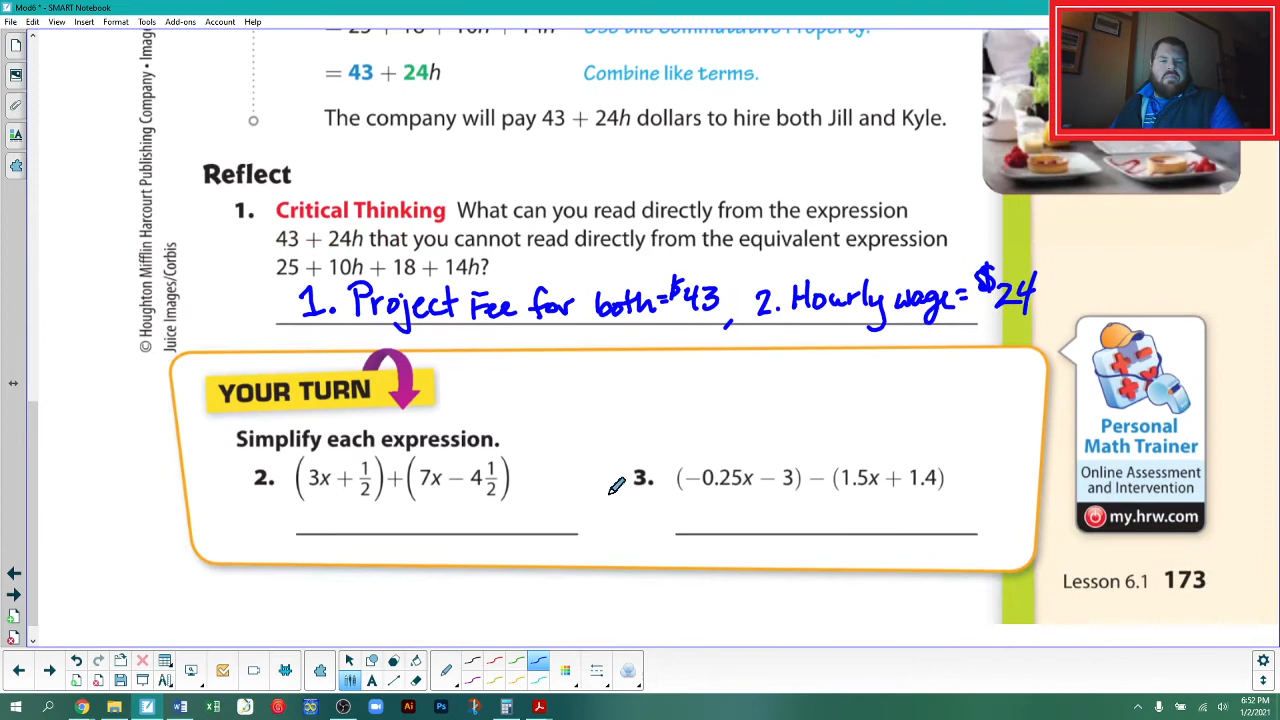 Mod6 * - SMART Notebook
File Edit View Insert Format Tools Add-ons Account Help
= 43 + 24h Combine like terms.
The company will pay 43 + 24h dollars to hire both Jill and Kyle.
© Houghton Mifflin Harcourt Publishing Company • Image
Juice Images/Corbis
Reflect
1. Critical Thinking What can you read directly from the expression
43 + 24h that you cannot read directly from the equivalent expression
25 + 10h + 18 + 14h?
1. Project Fee for both=$43, 2. Hourly wage=$24
YOUR TURN
Simplify each expression.
2. (3x + 1/2)+(7x − 4 1/2)
3. (−0.25x − 3) − (1.5x + 1.4)
Personal
Math Trainer
Online Assessment
and Intervention
my.hrw.com
Lesson 6.1 173
6:52 PM
1/2/2021